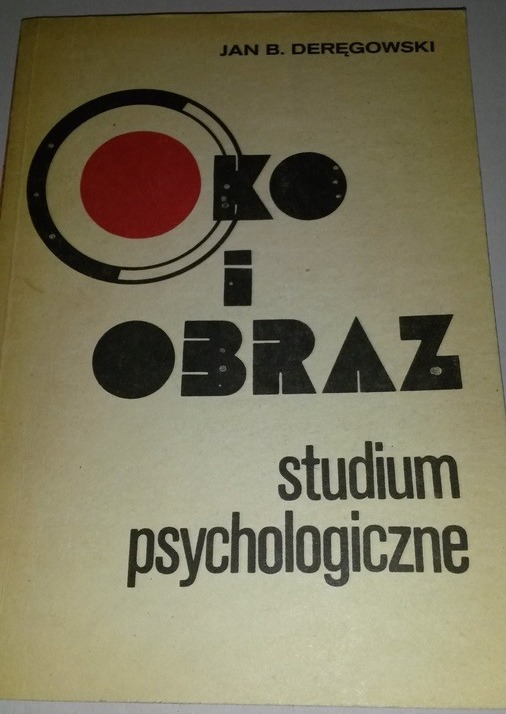 JAN B. DERĘGOWSKI
OKO
i
OBRAZ
studium
psychologiczne